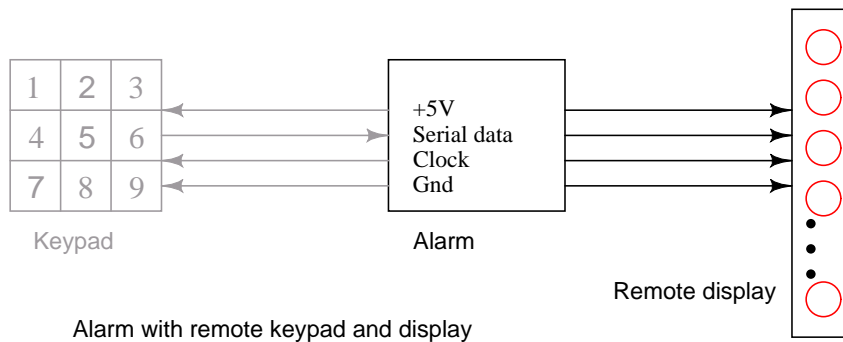 1 2 3
4 5 6
7 8 9
Keypad
+5V
Serial data
Clock
Gnd
Alarm
Remote display
Alarm with remote keypad and display